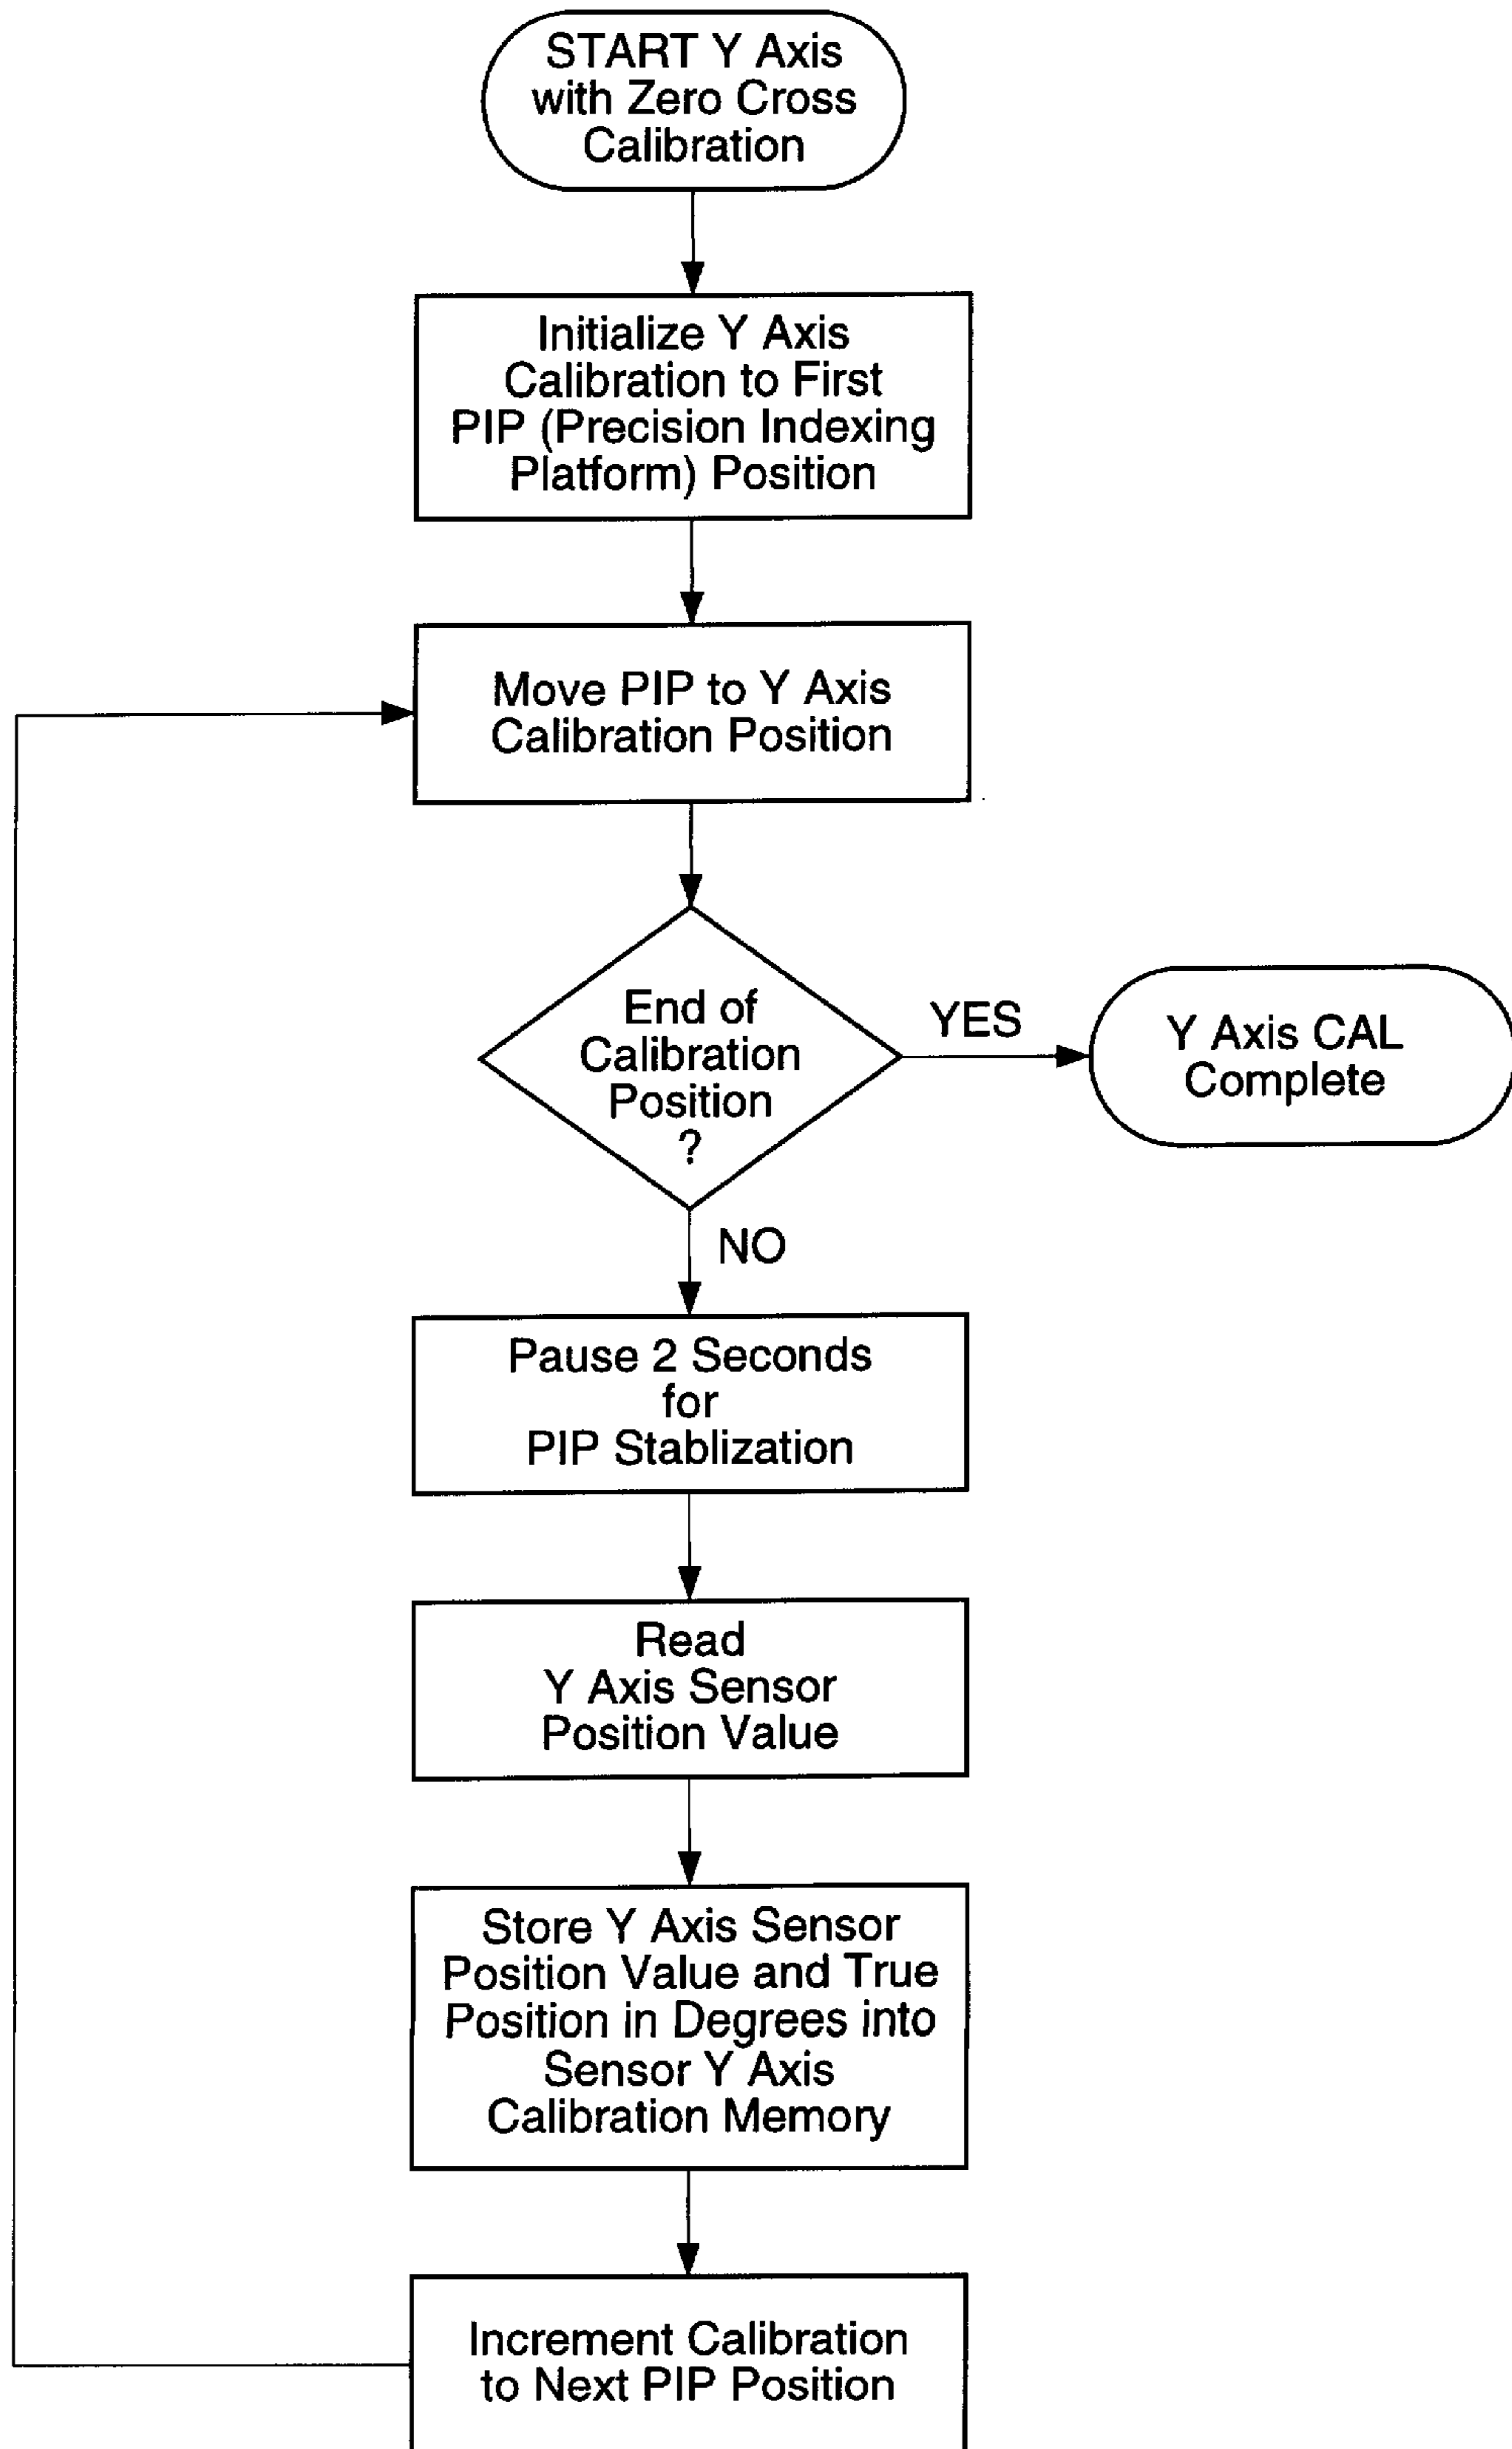 START Y Axis
with Zero Cross
Calibration
Initialize Y Axis
Calibration to First
PIP (Precision Indexing
Platform) Position
Move PIP to Y Axis
Calibration Position
End of
Calibration
Position
?
YES
Y Axis CAL
Complete
NO
Pause 2 Seconds
for
PIP Stablization
Read
Y Axis Sensor
Position Value
Store Y Axis Sensor
Position Value and True
Position in Degrees into
Sensor Y Axis
Calibration Memory
Increment Calibration
to Next PIP Position